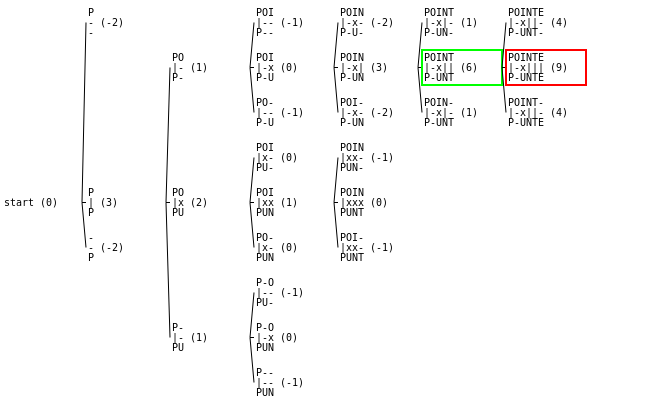 start (0)
P
- (-2)
-
P
| (3)
P
-
- (-2)
P
PO
|- (1)
P-
PO
|x (2)
PU
P-
|- (1)
PU
POI
|-- (-1)
P--
POI
|-x (0)
P-U
PO-
|-- (-1)
P-U
POI
|x- (0)
PU-
POI
|xx (1)
PUN
PO-
|x- (0)
PUN
P-O
|-- (-1)
PU-
P-O
|-x (0)
PUN
P--
|-- (-1)
PUN
POIN
|-x- (-2)
P-U-
POIN
|-x| (3)
P-UN
POI-
|-x- (-2)
P-UN
POIN
|xx- (-1)
PUN-
POIN
|xxx (0)
PUNT
POI-
|xx- (-1)
PUNT
POINT
|-x|- (1)
P-UN-
POINT
|-x|| (6)
P-UNT
POIN-
|-x|- (1)
P-UNT
POINTE
|-x||- (4)
P-UNT-
POINTE
|-x||| (9)
P-UNTE
POINT-
|-x||- (4)
P-UNTE